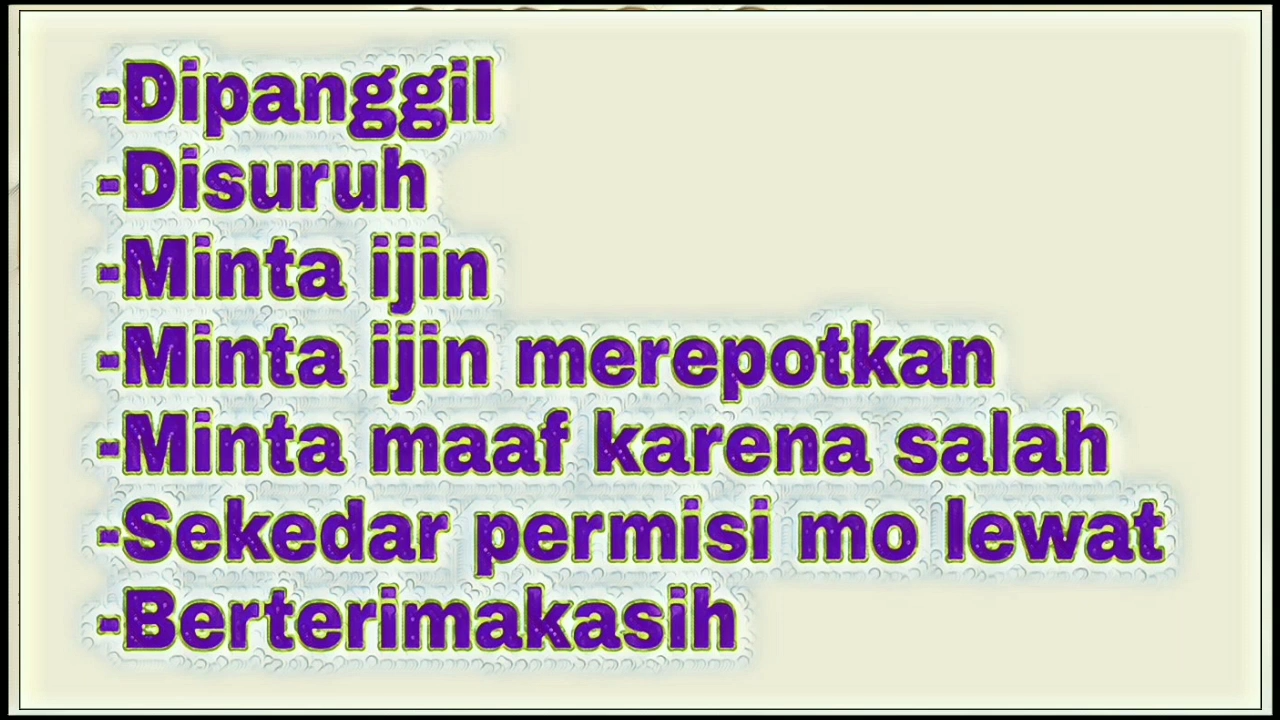 -Dipanggil
-Disuruh
-Minta ijin
-Minta ijin merepotkan
-Minta maaf karena salah
-Sekedar permisi mo lewat
-Berterimakasih